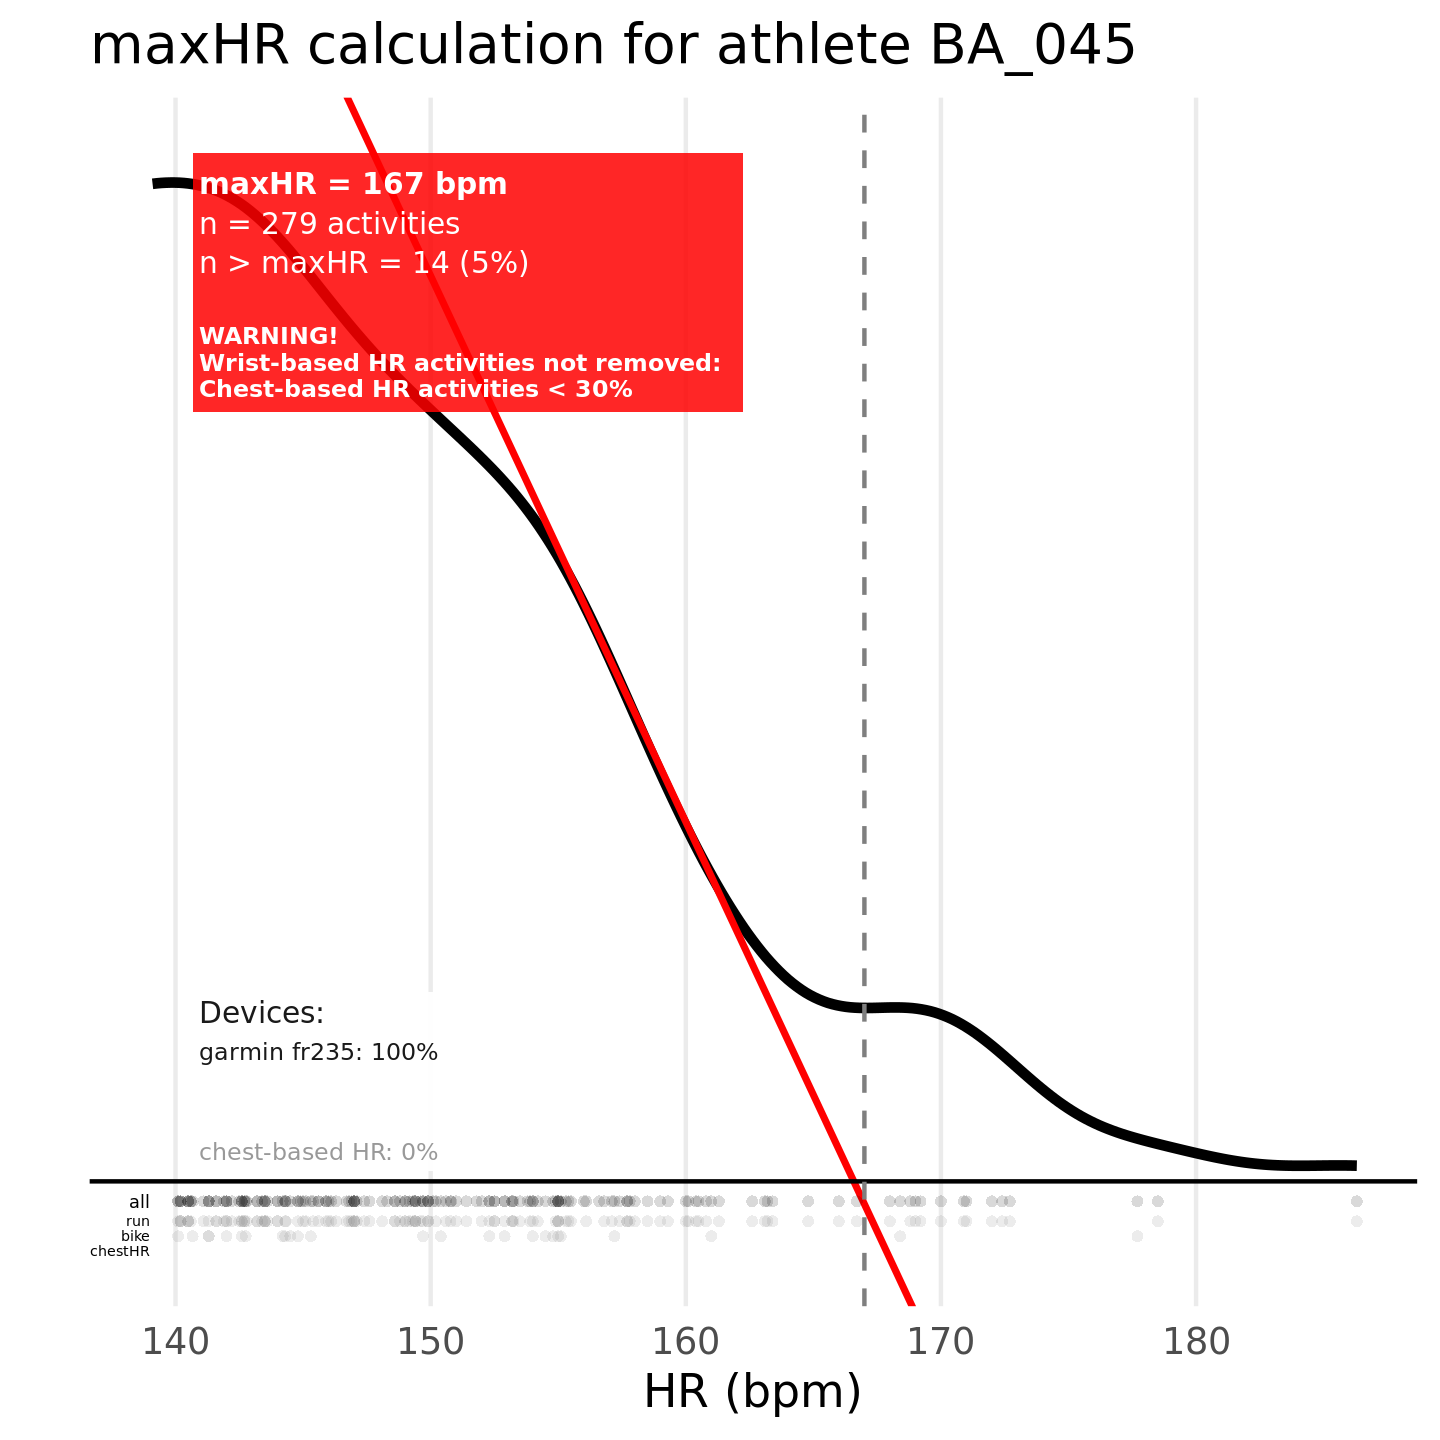 maxHR calculation for athlete BA_045
maxHR = 167 bpm
n = 279 activities
n > maxHR = 14 (5%)
WARNING!
Wrist-based HR activities not removed:
Chest-based HR activities < 30%
Devices:
garmin fr235: 100%
chest-based HR: 0%
all
run
bike
chestHR
140 150 160 170 180
HR (bpm)